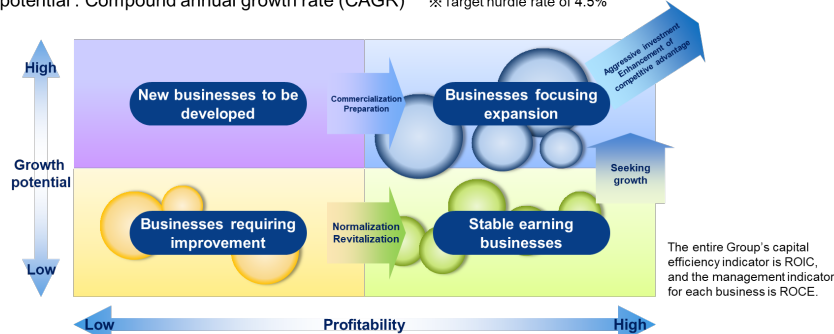 potential : Compound annual growth rate (CAGR) ※Target hurdle rate of 4.5%
High
Growth
potential
Low
New businesses to be
developed
Commercialization
Preparation
Businesses focusing
expansion
Aggressive investment
Enhancement of
competitive advantage
Seeking
growth
Businesses requiring
improvement
Normalization
Revitalization
Stable earning
businesses
The entire Group's capital
efficiency indicator is ROIC,
and the management indicator
for each business is ROCE.
Low
Profitability
High